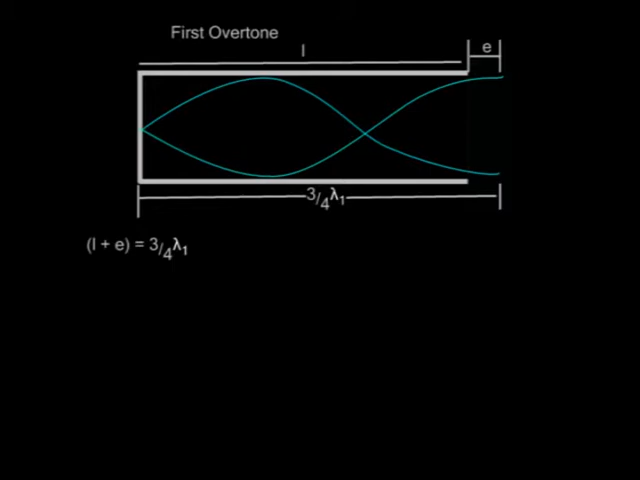 First Overtone
l
e
3/4λ1
(l + e) = 3/4λ1